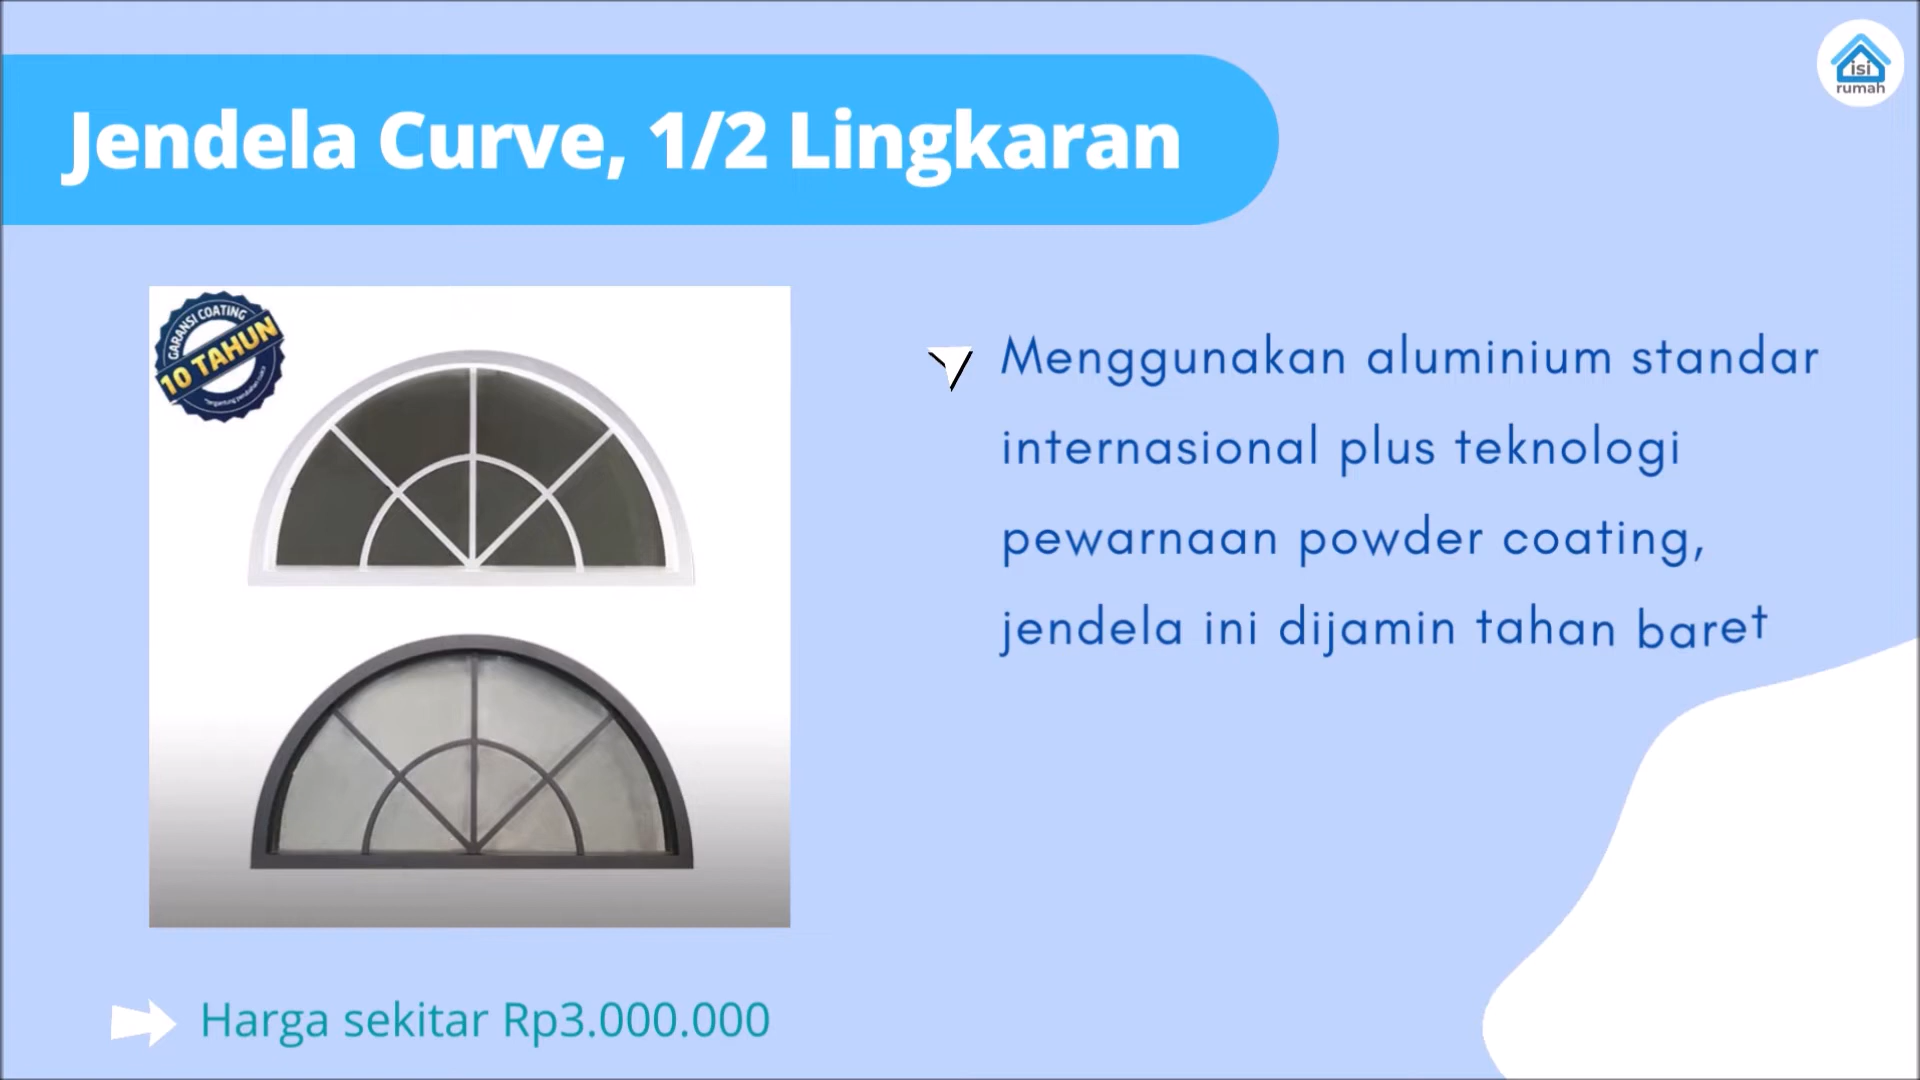 isi
rumah
Jendela Curve, 1/2 Lingkaran
GARANSI COATING
10 TAHUN
Menggunakan aluminium standar
internasional plus teknologi
pewarnaan powder coating,
jendela ini dijamin tahan baret
Harga sekitar Rp3.000.000